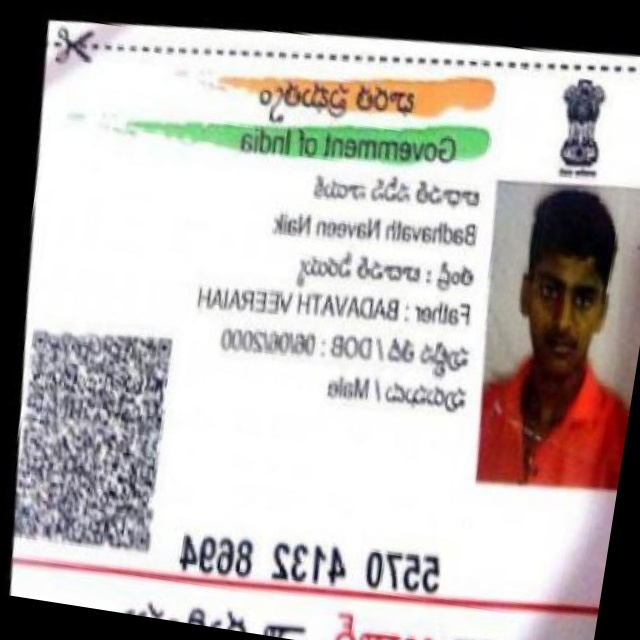 భారత ప్రభుత్వం
Government of India
బాదావత్ నవీన్ నాయక్
Badhavath Naveen Naik
తండ్రి : బాదావత్ వీరయ్య
Father : BADAVATH VEERAIAH
పుట్టిన తేదీ / DOB : 06/06/2000
పురుషుడు / Male
5570 4132 8694